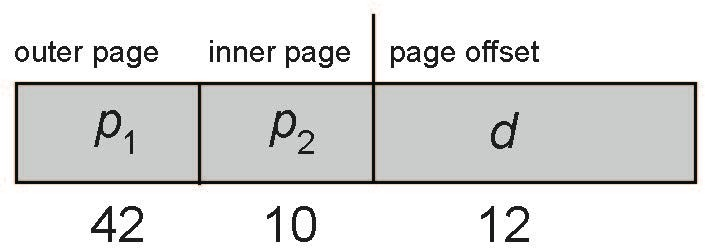 outer page inner page page offset
p1 p2 d
42 10 12